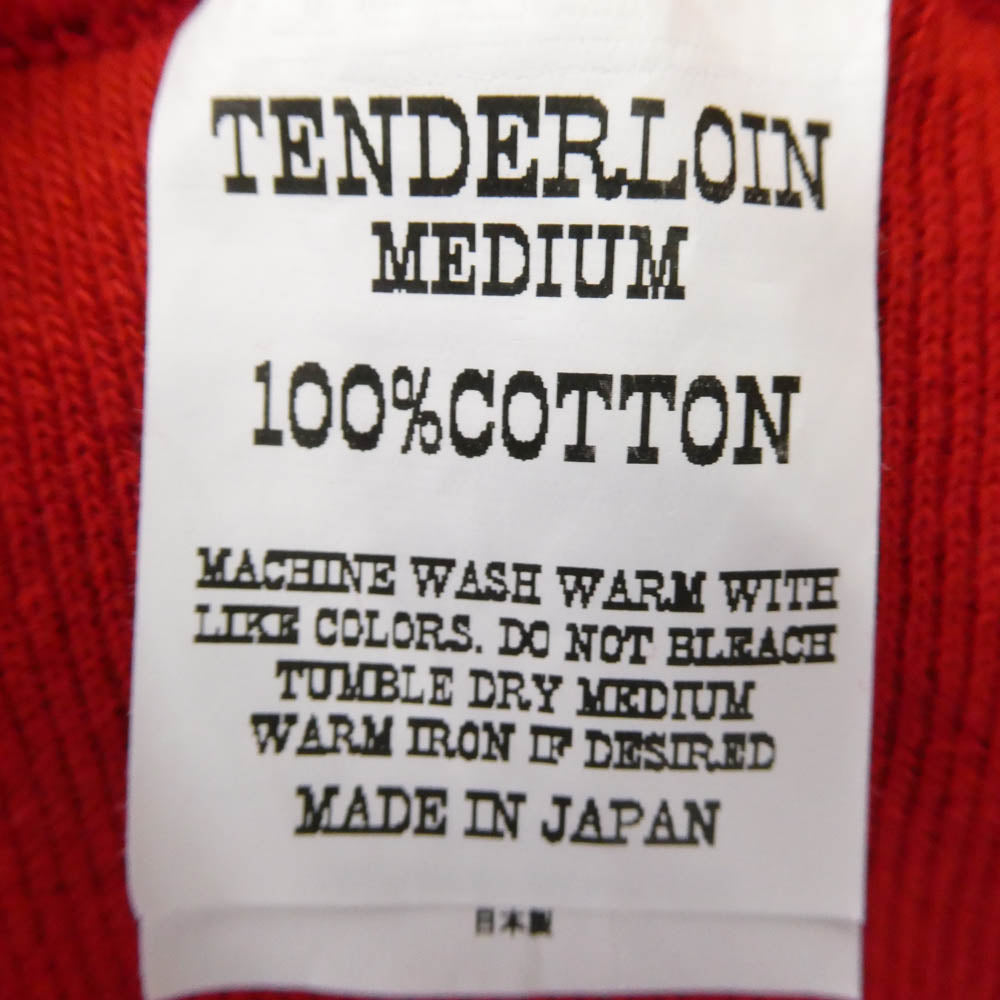 TENDERLOIN
MEDIUM
100%COTTON
MACHINE WASH WARM WITH
LIKE COLORS. DO NOT BLEACH
TUMBLE DRY MEDIUM
WARM IRON IF DESIRED
MADE IN JAPAN
日本製